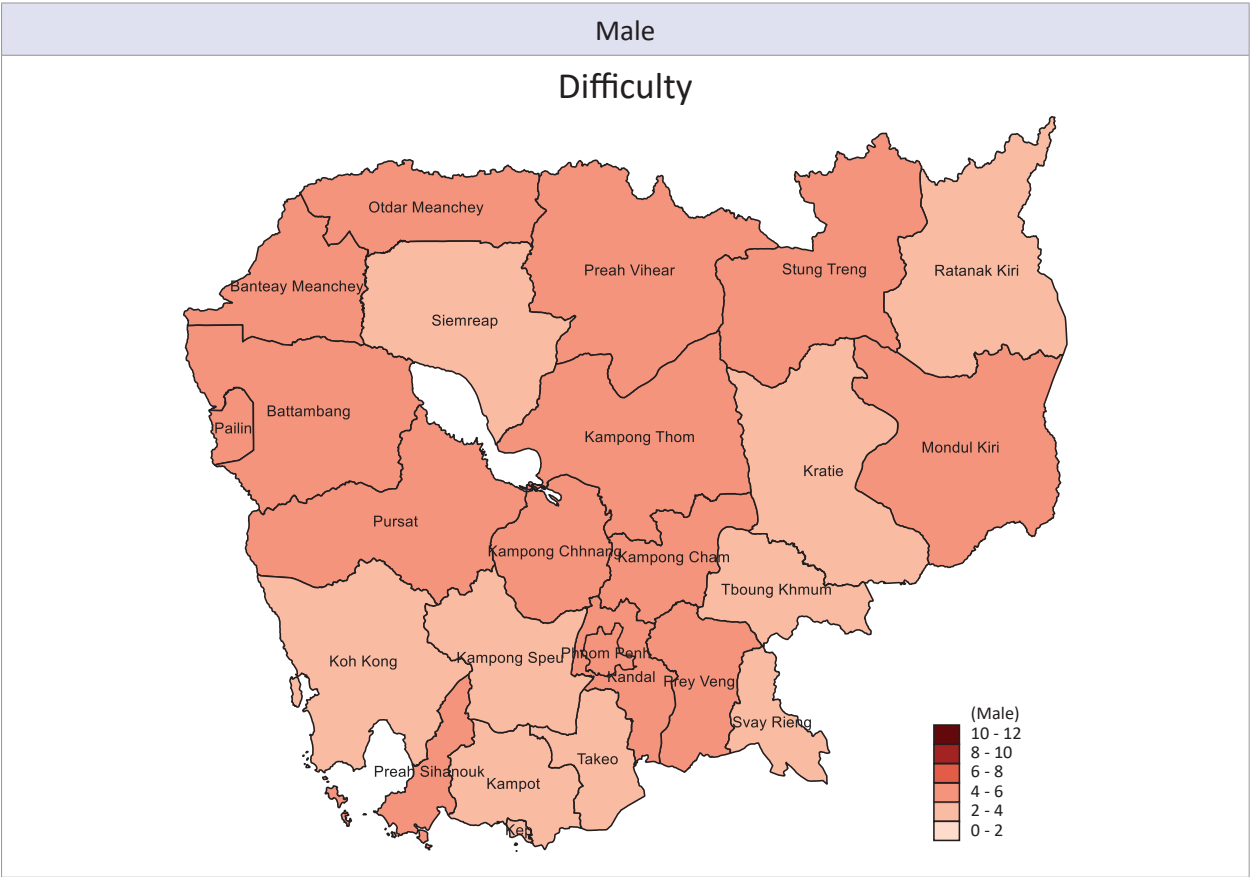 Male
Difficulty
Otdar Meanchey
Preah Vihear
Stung Treng
Ratanak Kiri
Banteay Meanchey
Siemreap
Battambang
Pailin
Kampong Thom
Mondul Kiri
Kratie
Pursat
Kampong Chhnang
Kampong Cham
Tboung Khmum
Koh Kong
Kampong Speu
Phnom Penh
Kandal
Prey Veng
Svay Rieng
Takeo
Preah Sihanouk
Kampot
Kep
(Male)
10 - 12
8 - 10
6 - 8
4 - 6
2 - 4
0 - 2